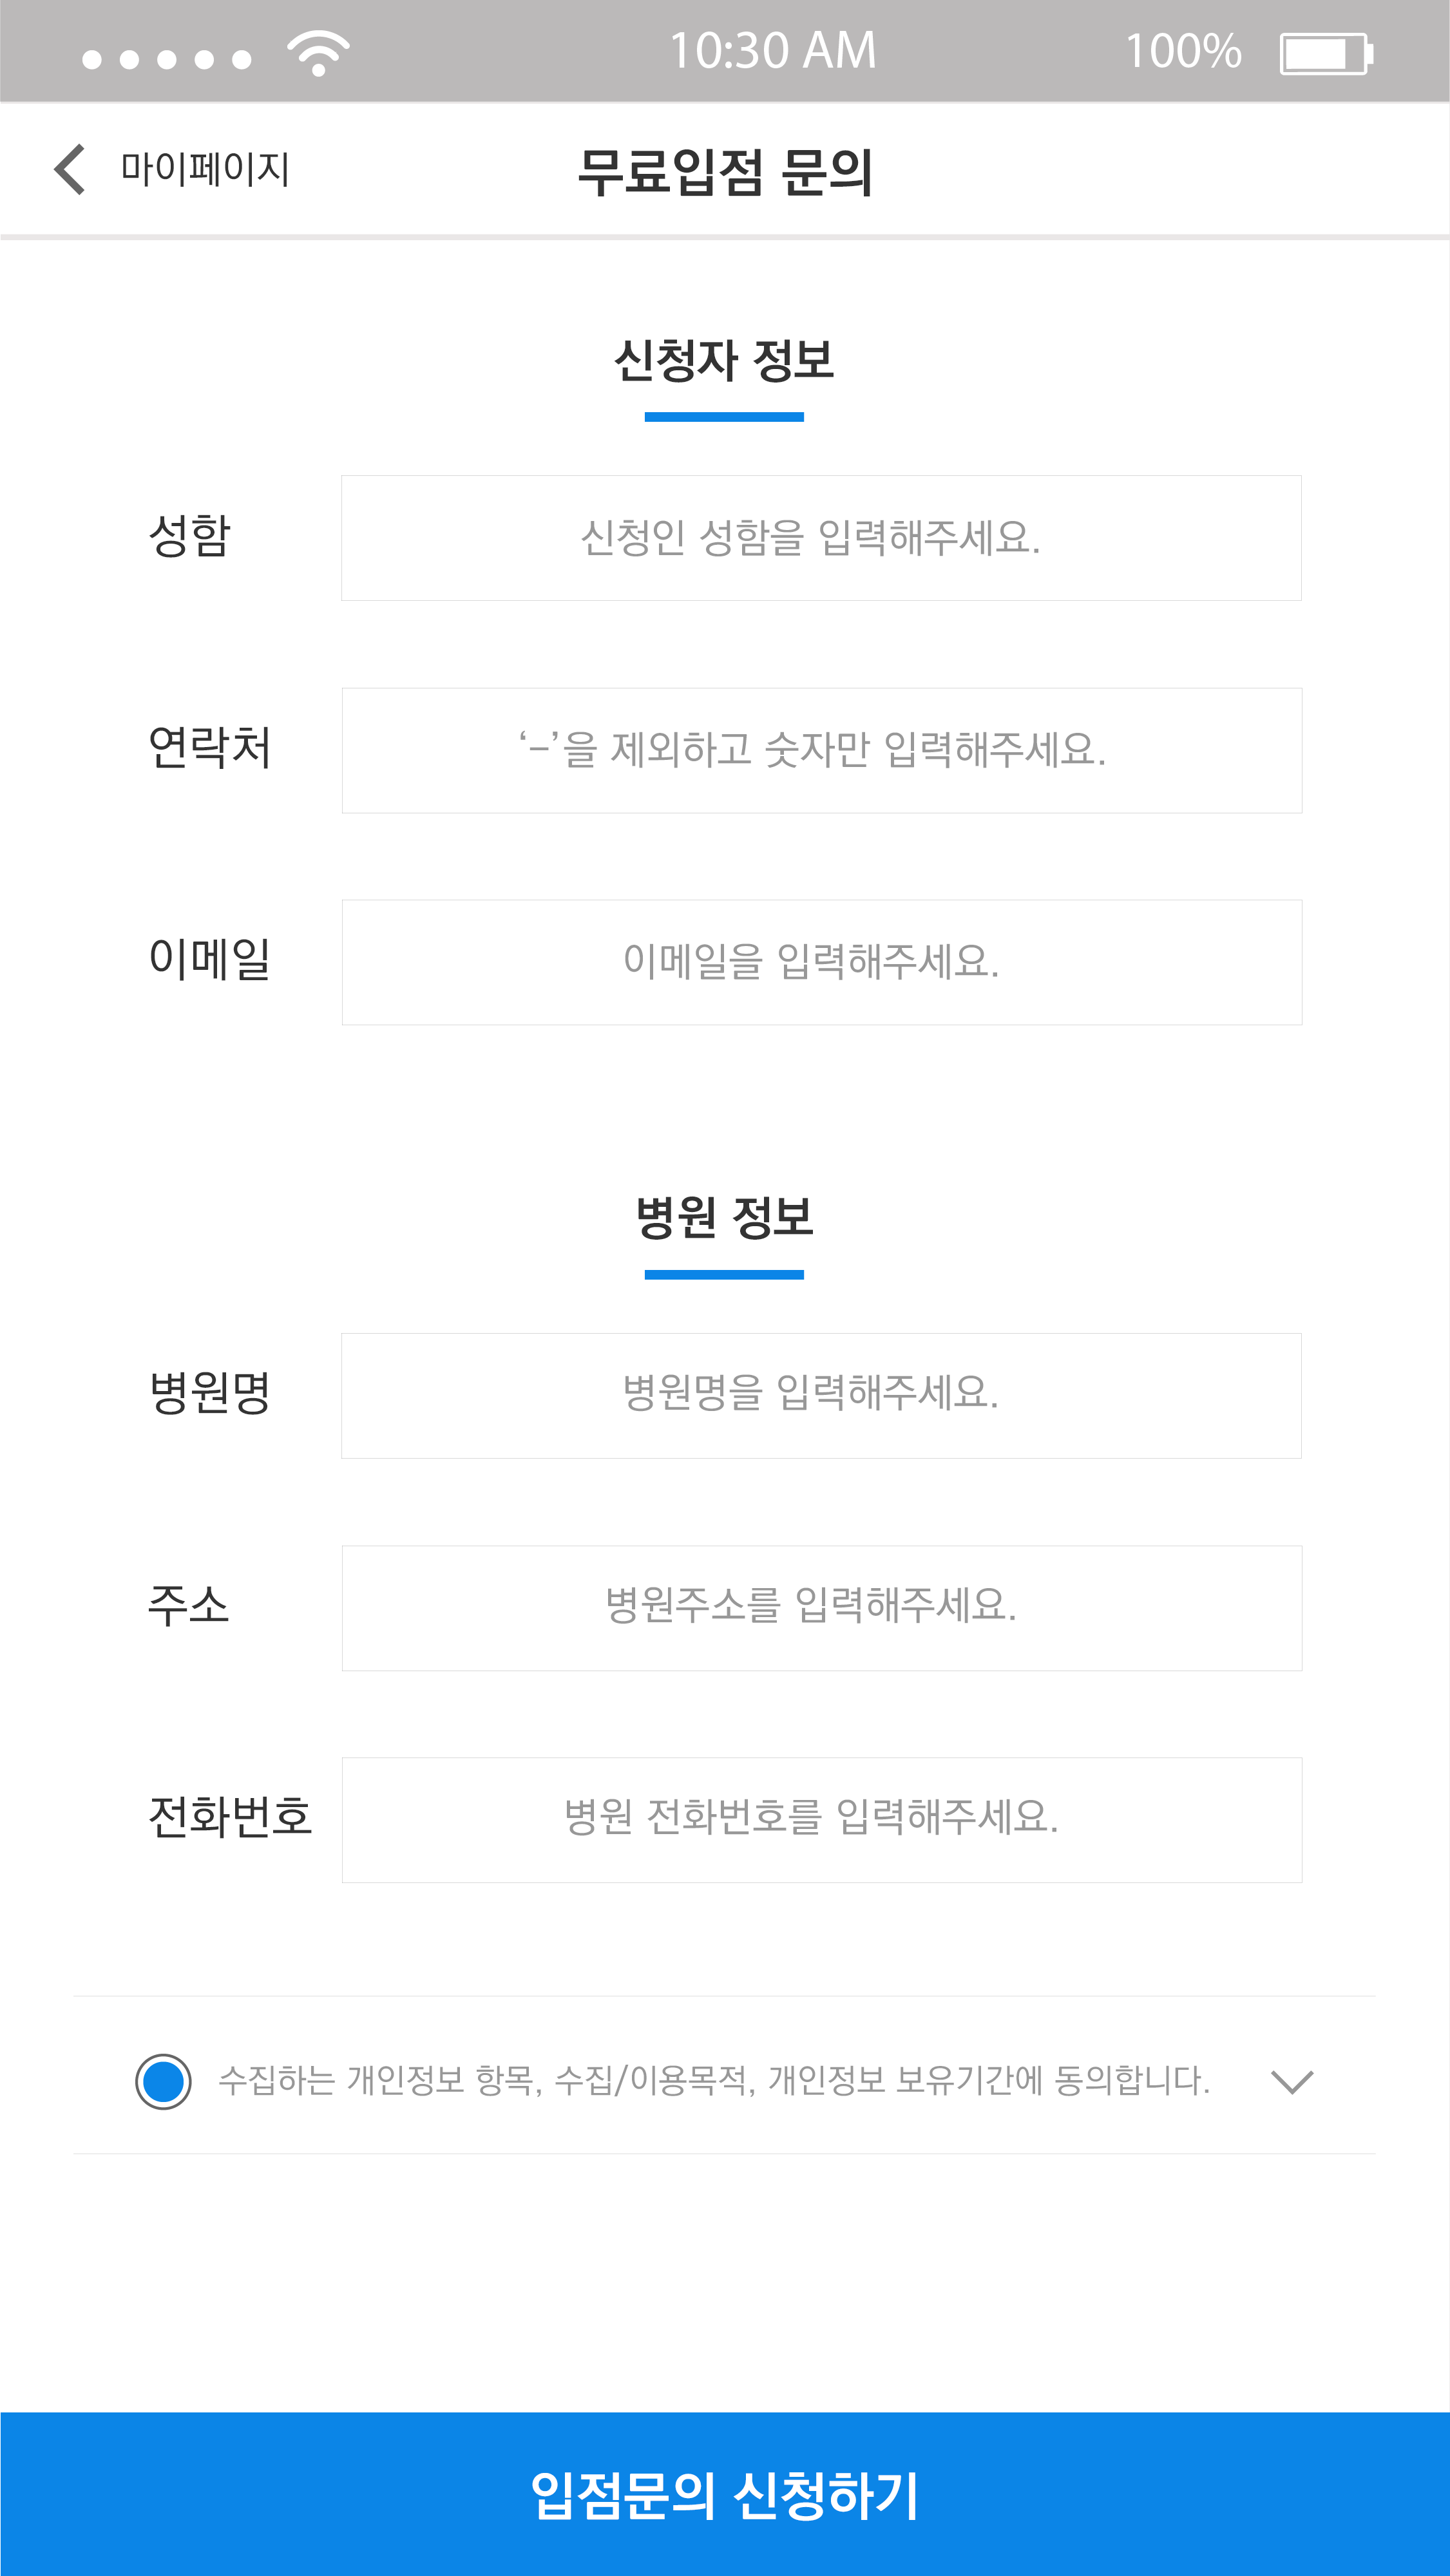 10:30 AM 100%
마이페이지 무료입점 문의
신청자 정보
성함 신청인 성함을 입력해주세요.
연락처 ‘-’을 제외하고 숫자만 입력해주세요.
이메일 이메일을 입력해주세요.
병원 정보
병원명 병원명을 입력해주세요.
주소 병원주소를 입력해주세요.
전화번호 병원 전화번호를 입력해주세요.
수집하는 개인정보 항목, 수집/이용목적, 개인정보 보유기간에 동의합니다.
입점문의 신청하기